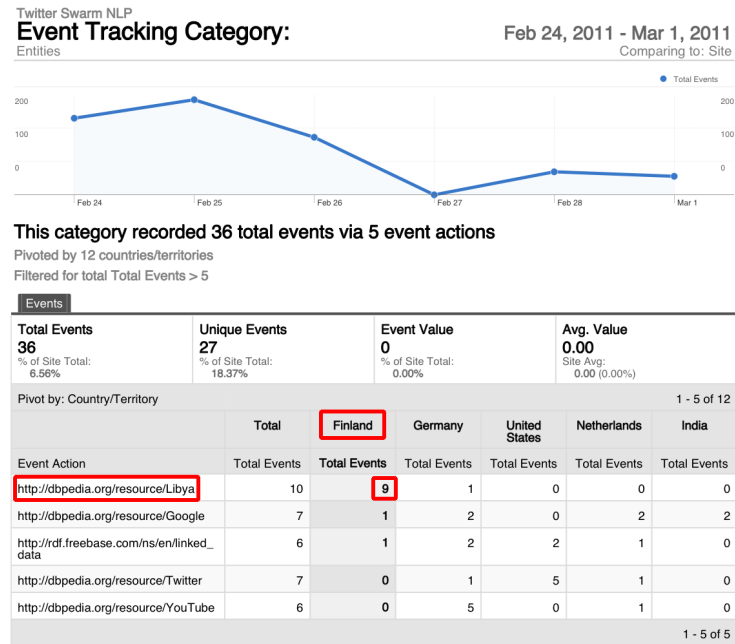 Twitter Swarm NLP
Event Tracking Category:
Feb 24, 2011 - Mar 1, 2011
Entities
Comparing to: Site
Total Events
200 200
100 100
0 0
Feb 24 Feb 25 Feb 26 Feb 27 Feb 28 Mar 1
This category recorded 36 total events via 5 event actions
Pivoted by 12 countries/territories
Filtered for total Total Events > 5
Events
Total Events Unique Events Event Value Avg. Value
36 27 0 0.00
% of Site Total: % of Site Total: % of Site Total: Site Avg:
6.56% 18.37% 0.00% 0.00 (0.00%)
Pivot by: Country/Territory 1 - 5 of 12
Total Finland Germany United States Netherlands India
Event Action Total Events Total Events Total Events Total Events Total Events Total Events
http://dbpedia.org/resource/Libya 10 9 1 0 0 0
http://dbpedia.org/resource/Google 7 1 2 0 2 2
http://rdf.freebase.com/ns/en/linked_ 6 1 2 2 1 0
data
http://dbpedia.org/resource/Twitter 7 0 1 5 1 0
http://dbpedia.org/resource/YouTube 6 0 5 0 1 0
1 - 5 of 5